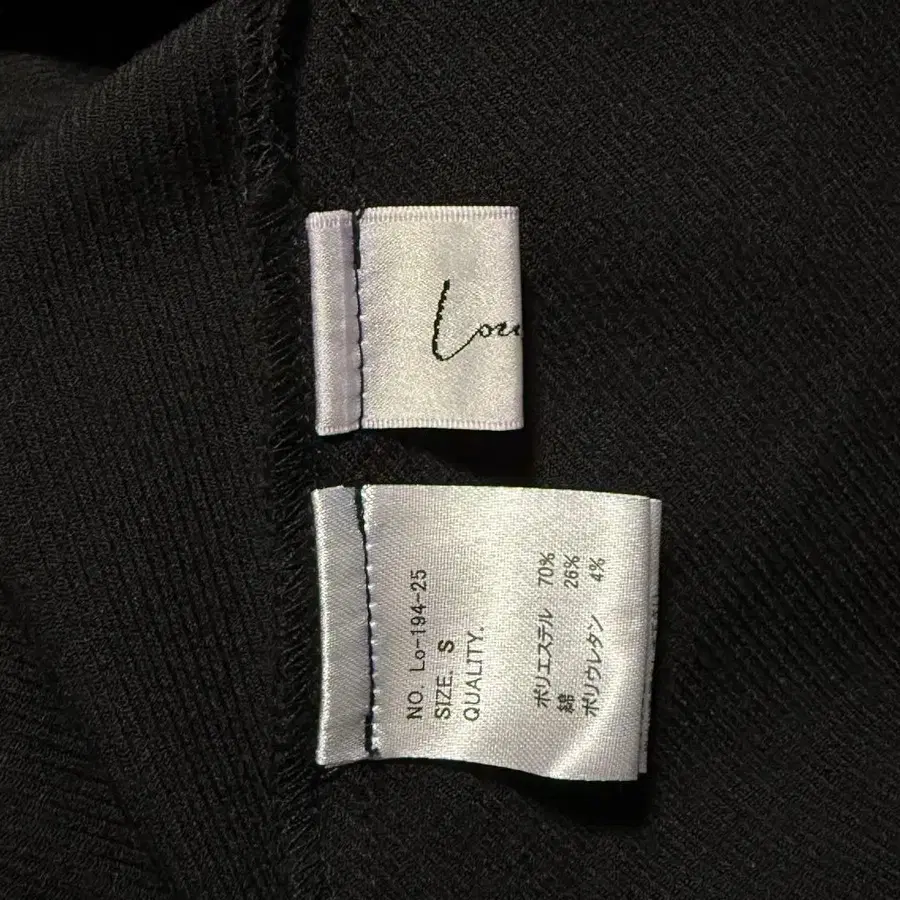 NO. Lo-194-25
SIZE. S
QUALITY.
ポリエステル 70%
綿 26%
ポリウレタン 4%